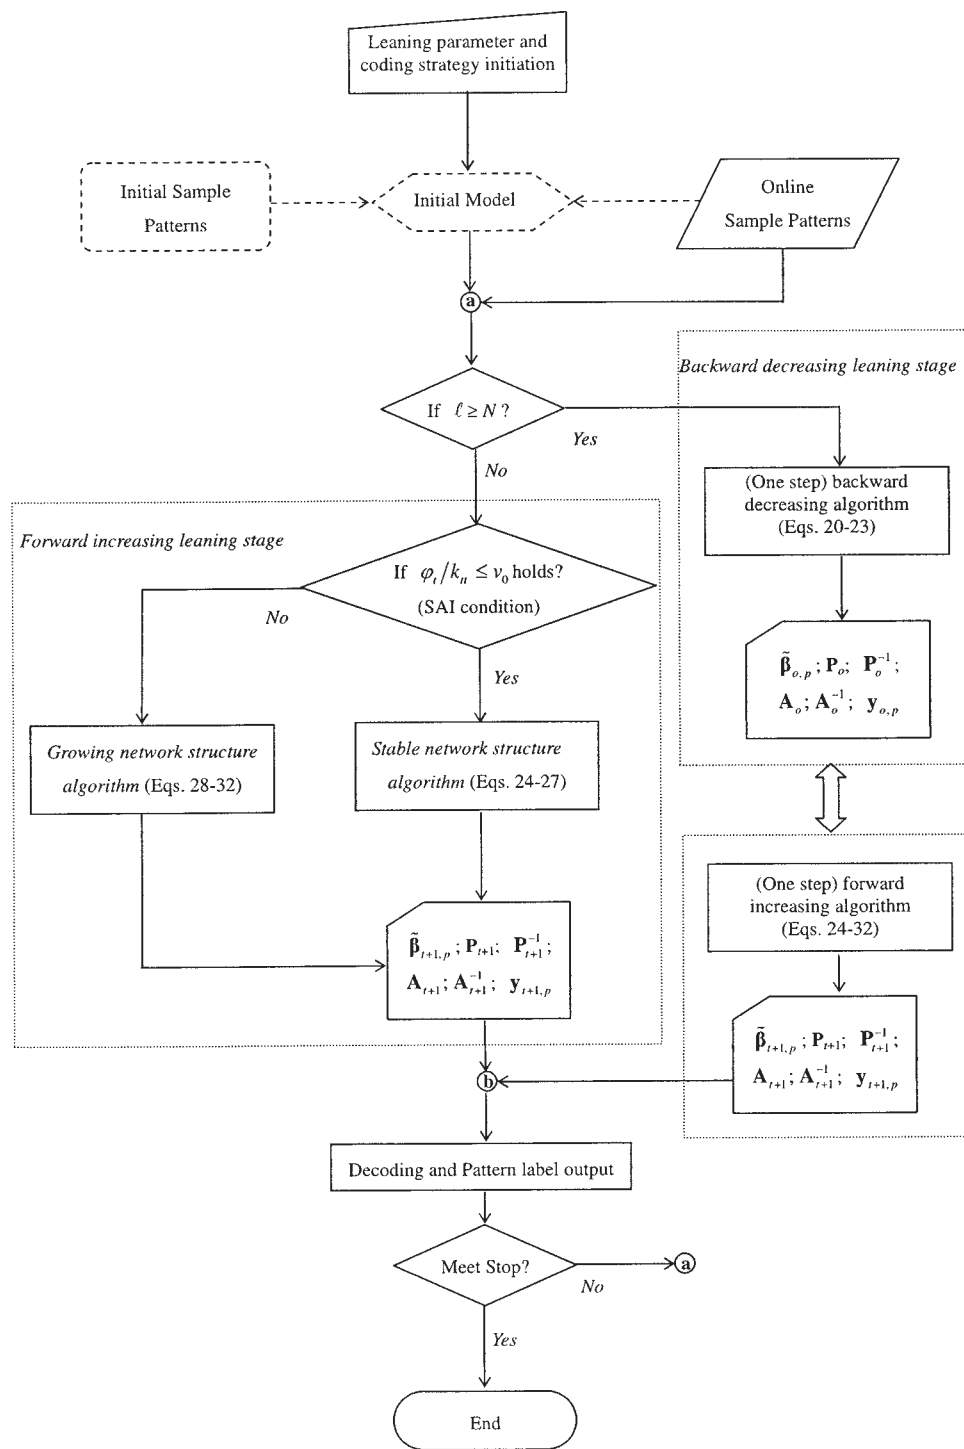 Leaning parameter and
coding strategy initiation
Initial Sample
Patterns
Initial Model
Online
Sample Patterns
a
Backward decreasing leaning stage
If ℓ ≥ N ?
Yes
No
(One step) backward
decreasing algorithm
(Eqs. 20-23)
Forward increasing leaning stage
If φ_t/k_tt ≤ ν_0 holds?
(SAI condition)
No
Yes
β̃_{o,p} ; P_o; P_o^{-1} ;
A_o ; A_o^{-1} ; y_{o,p}
Growing network structure
algorithm (Eqs. 28-32)
Stable network structure
algorithm (Eqs. 24-27)
(One step) forward
increasing algorithm
(Eqs. 24-32)
β̃_{t+1,p} ; P_{t+1}; P_{t+1}^{-1} ;
A_{t+1} ; A_{t+1}^{-1} ; y_{t+1,p}
β̃_{t+1,p} ; P_{t+1}; P_{t+1}^{-1} ;
A_{t+1} ; A_{t+1}^{-1} ; y_{t+1,p}
b
Decoding and Pattern label output
Meet Stop?
No
a
Yes
End